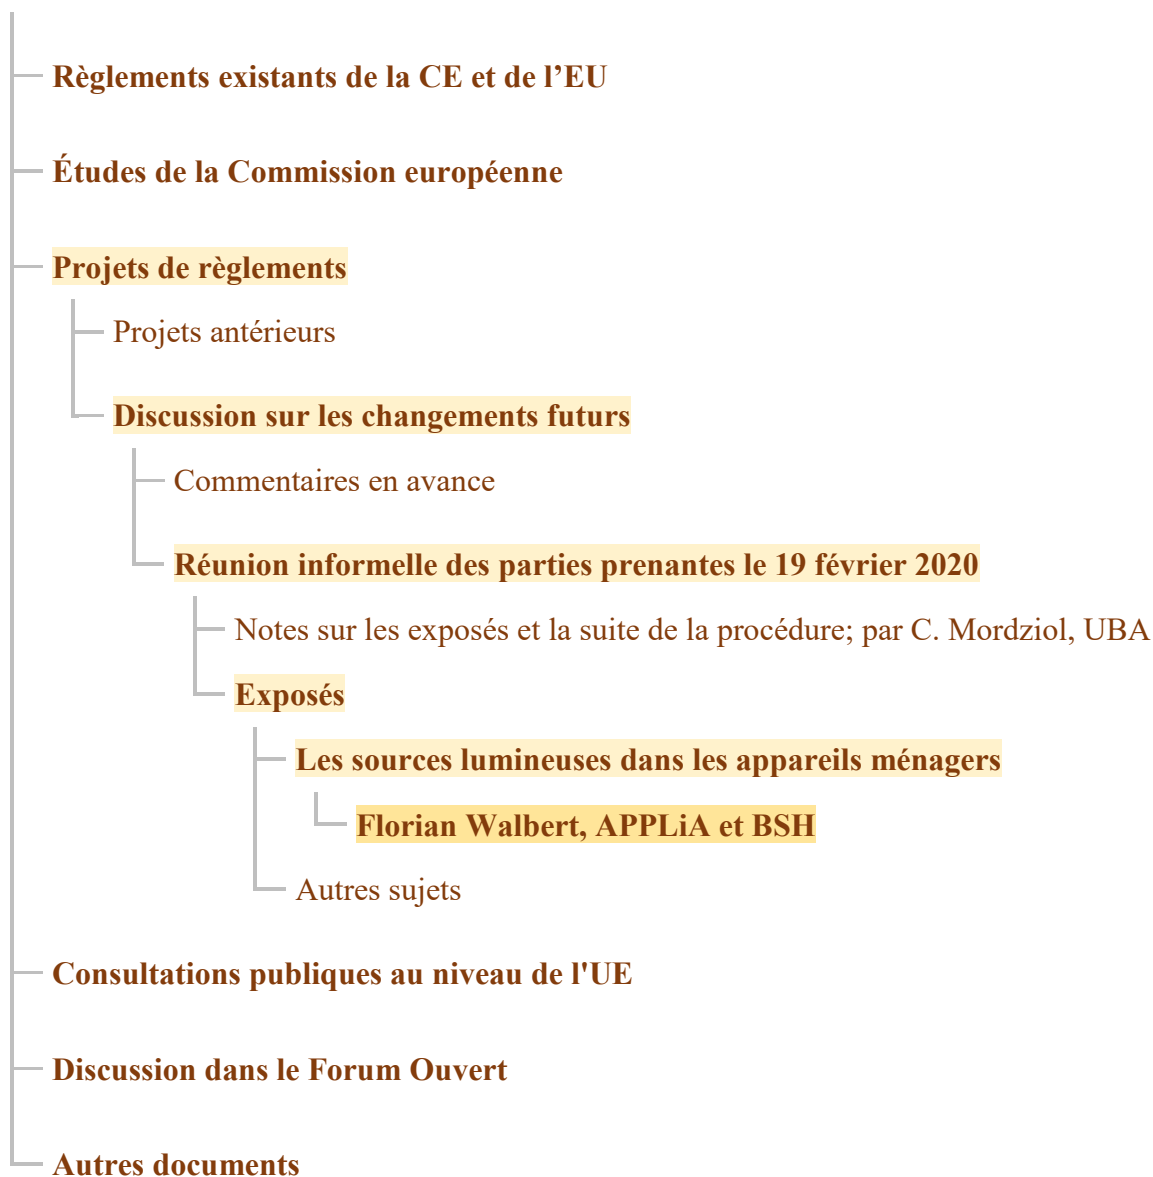 Règlements existants de la CE et de l’EU
Études de la Commission européenne
Projets de règlements
Projets antérieurs
Discussion sur les changements futurs
Commentaires en avance
Réunion informelle des parties prenantes le 19 février 2020
Notes sur les exposés et la suite de la procédure; par C. Mordziol, UBA
Exposés
Les sources lumineuses dans les appareils ménagers
Florian Walbert, APPLiA et BSH
Autres sujets
Consultations publiques au niveau de l'UE
Discussion dans le Forum Ouvert
Autres documents